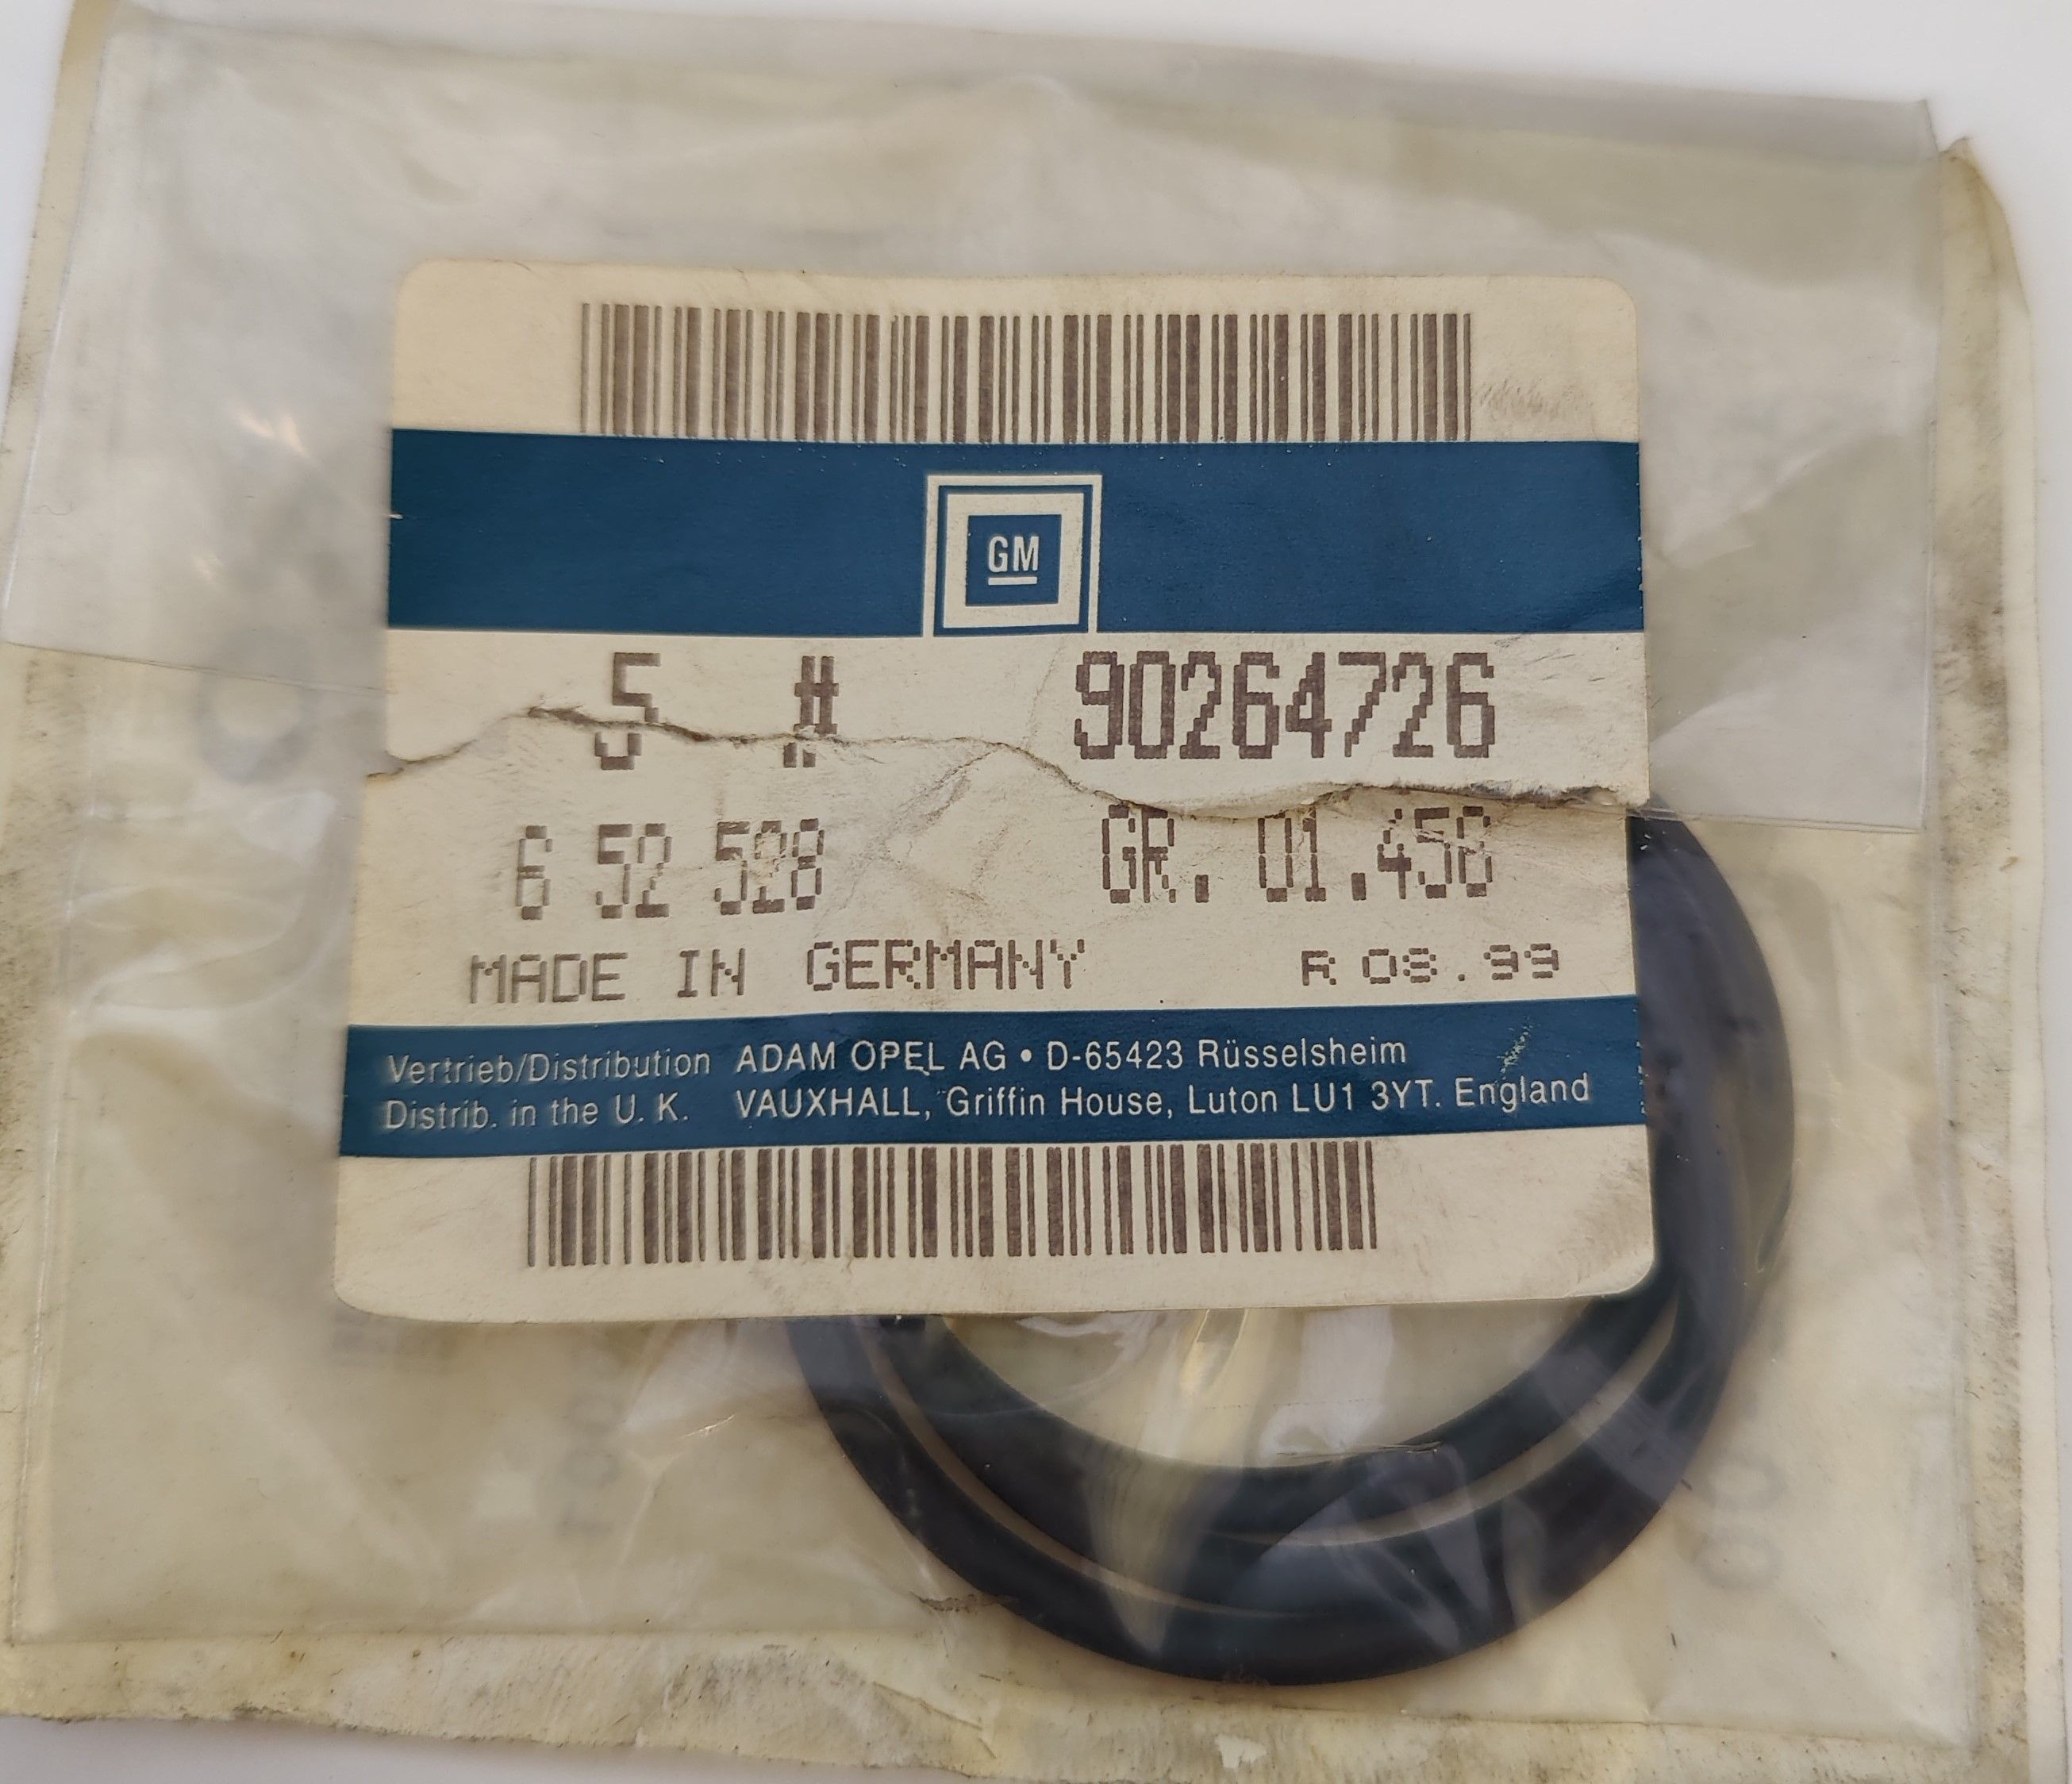 GM
5 # 90264726
6 52 528 GR. 01.456
MADE IN GERMANY R 08.99
Vertrieb/Distribution ADAM OPEL AG • D-65423 Rüsselsheim
Distrib. in the U. K. VAUXHALL, Griffin House, Luton LU1 3YT. England